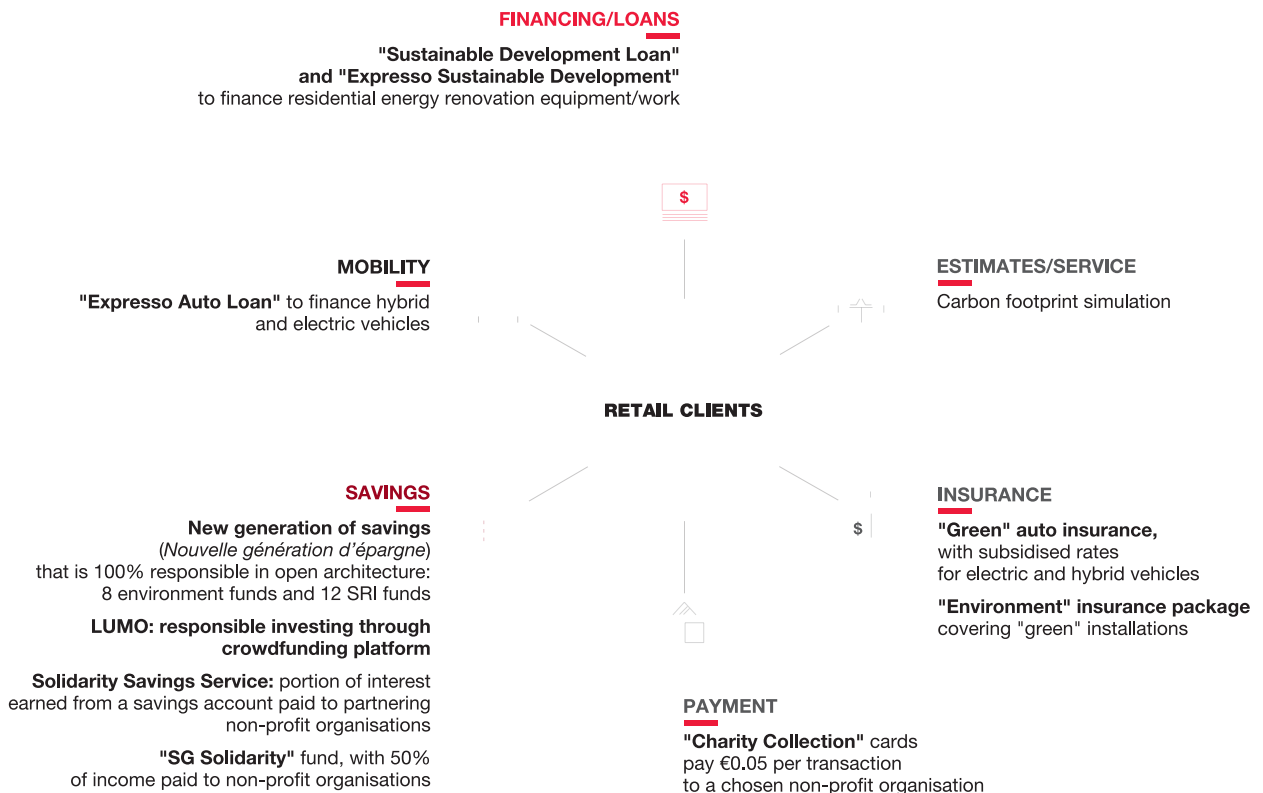 FINANCING/LOANS
"Sustainable Development Loan"
and "Expresso Sustainable Development"
to finance residential energy renovation equipment/work
$
MOBILITY
"Expresso Auto Loan" to finance hybrid
and electric vehicles
ESTIMATES/SERVICE
Carbon footprint simulation
RETAIL CLIENTS
SAVINGS
New generation of savings
(Nouvelle génération d'épargne)
that is 100% responsible in open architecture:
8 environment funds and 12 SRI funds
LUMO: responsible investing through
crowdfunding platform
Solidarity Savings Service: portion of interest
earned from a savings account paid to partnering
non-profit organisations
"SG Solidarity" fund, with 50%
of income paid to non-profit organisations
$
INSURANCE
"Green" auto insurance,
with subsidised rates
for electric and hybrid vehicles
"Environment" insurance package
covering "green" installations
PAYMENT
"Charity Collection" cards
pay €0.05 per transaction
to a chosen non-profit organisation